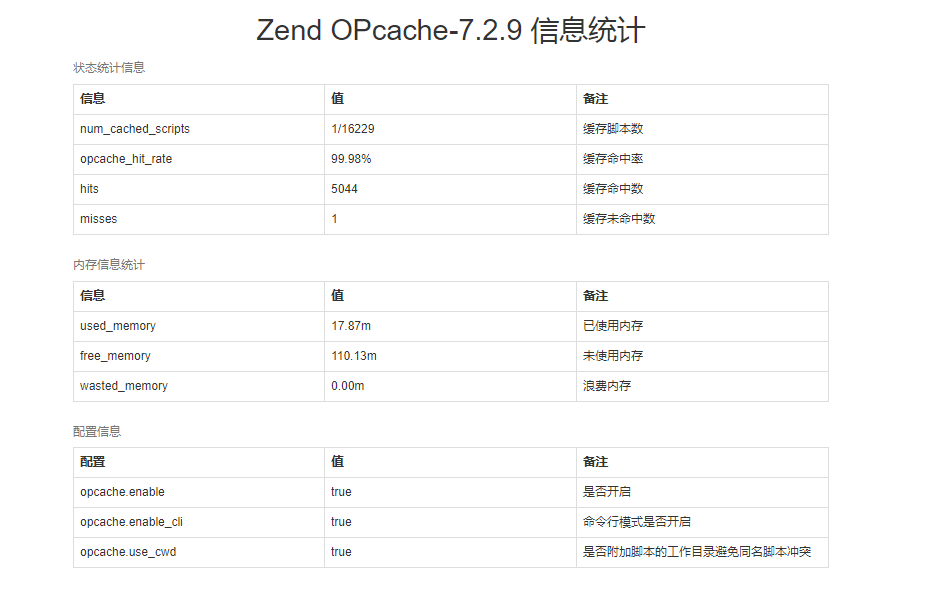 Zend OPcache-7.2.9 信息统计
状态统计信息
信息 值 备注
num_cached_scripts 1/16229 缓存脚本数
opcache_hit_rate 99.98% 缓存命中率
hits 5044 缓存命中数
misses 1 缓存未命中数
内存信息统计
信息 值 备注
used_memory 17.87m 已使用内存
free_memory 110.13m 未使用内存
wasted_memory 0.00m 浪费内存
配置信息
配置 值 备注
opcache.enable true 是否开启
opcache.enable_cli true 命令行模式是否开启
opcache.use_cwd true 是否附加脚本的工作目录避免同名脚本冲突